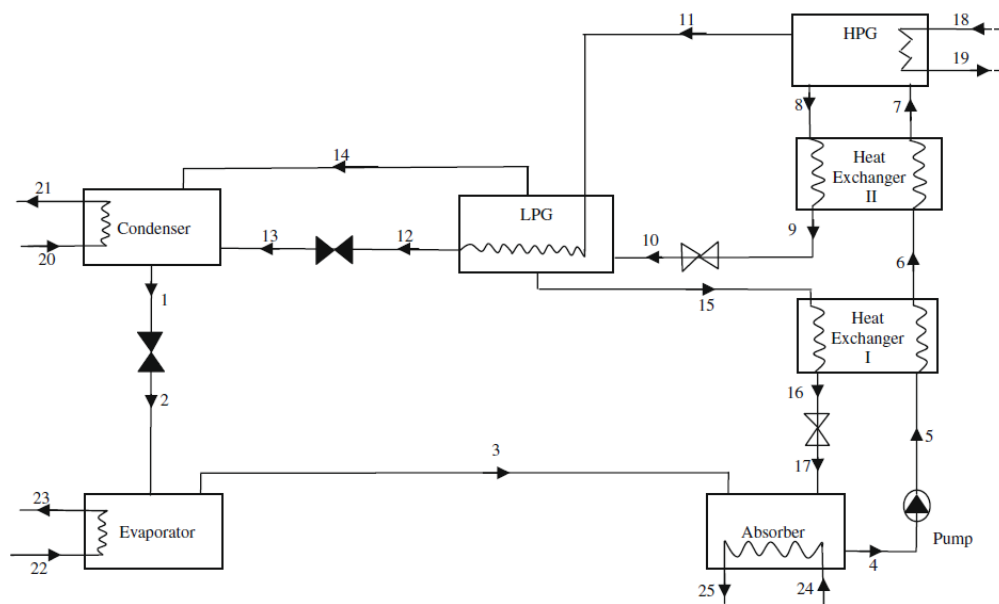 11
18
HPG
19
8
7
14
Heat
Exchanger
II
21
LPG
Condenser
13
12
10
9
20
6
15
1
Heat
Exchanger
I
2
16
5
3
17
23
Evaporator
Absorber
Pump
22
4
25
24